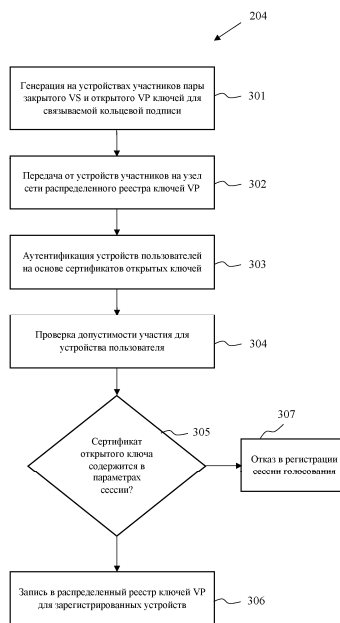 204
Генерация на устройствах участников пары
закрытого VS и открытого VP ключей для
связываемой кольцевой подписи
301
Передача от устройств участников на узел
сети распределенного реестра ключей VP
302
Аутентификация устройств пользователей
на основе сертификатов открытых ключей
303
Проверка допустимости участия для
устройства пользователя
304
305
Сертификат
открытого ключа
содержится в
параметрах
сессии?
307
Отказ в регистрации
сессии голосования
Запись в распределенный реестр ключей VP
для зарегистрированных устройств
306